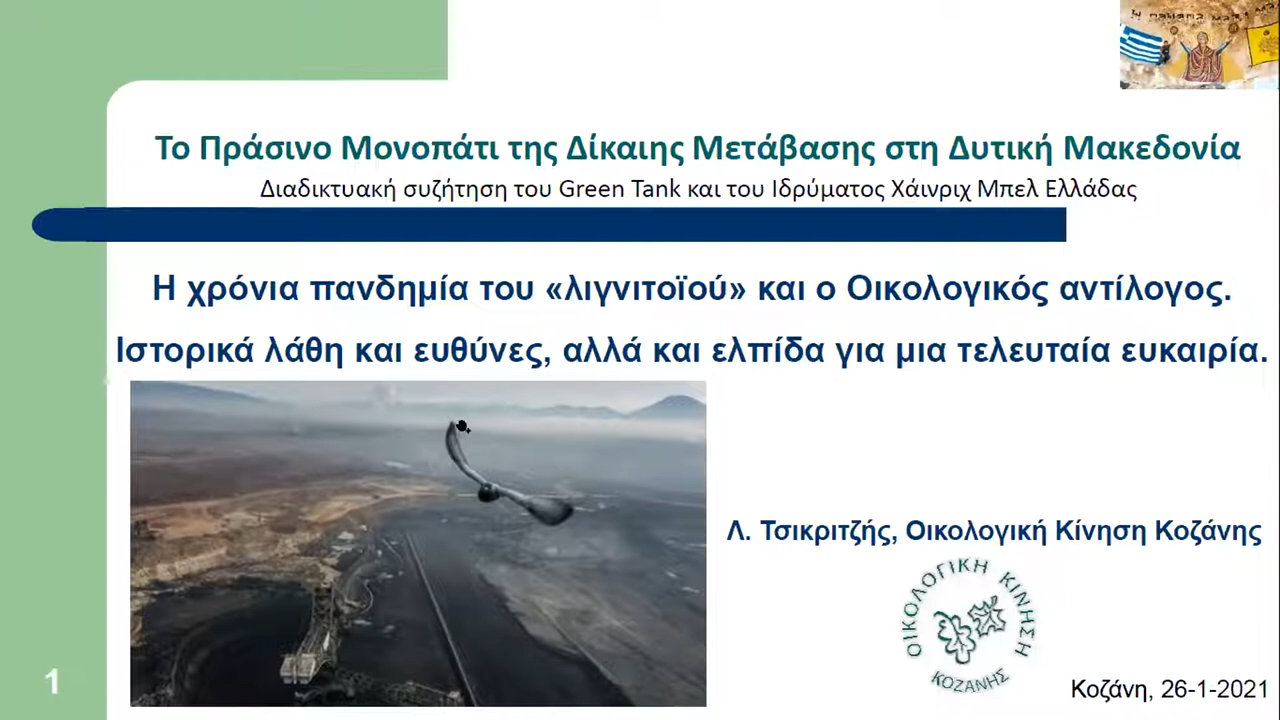 Το Πράσινο Μονοπάτι της Δίκαιης Μετάβασης στη Δυτική Μακεδονία
Διαδικτυακή συζήτηση του Green Tank και του Ιδρύματος Χάινριχ Μπελ Ελλάδας
Η χρόνια πανδημία του «λιγνιτοϊού» και ο Οικολογικός αντίλογος.
Ιστορικά λάθη και ευθύνες, αλλά και ελπίδα για μια τελευταία ευκαιρία.
Λ. Τσικριτζής, Οικολογική Κίνηση Κοζάνης
ΟΙΚΟΛΟΓΙΚΗ ΚΙΝΗΣΗ
ΚΟΖΑΝΗΣ
1
Κοζάνη, 26-1-2021